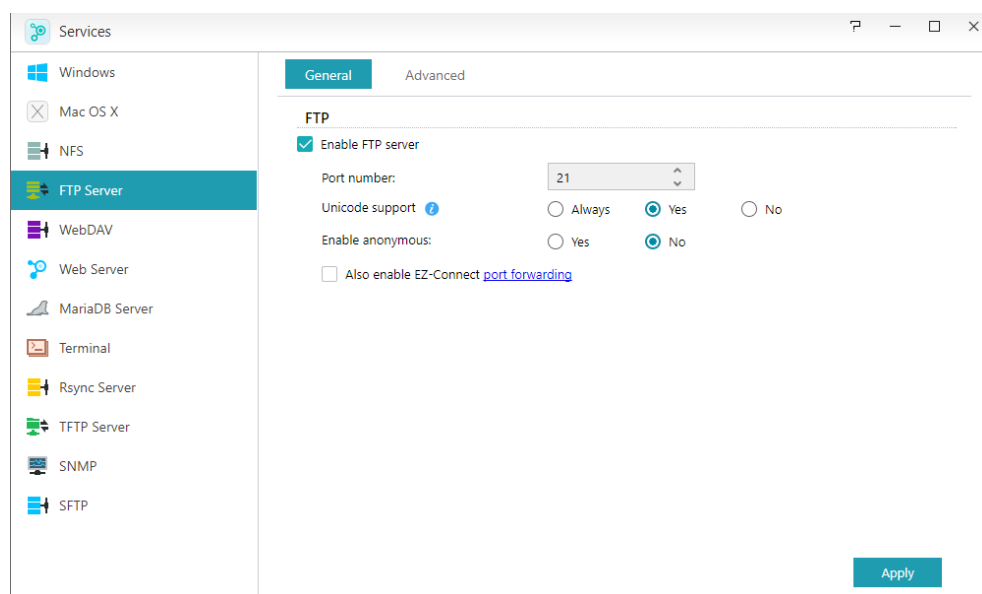 Services
Windows
Mac OS X
NFS
FTP Server
WebDAV
Web Server
MariaDB Server
Terminal
Rsync Server
TFTP Server
SNMP
SFTP
General Advanced
FTP
Enable FTP server
Port number: 21
Unicode support Always Yes No
Enable anonymous: Yes No
Also enable EZ-Connect port forwarding
Apply